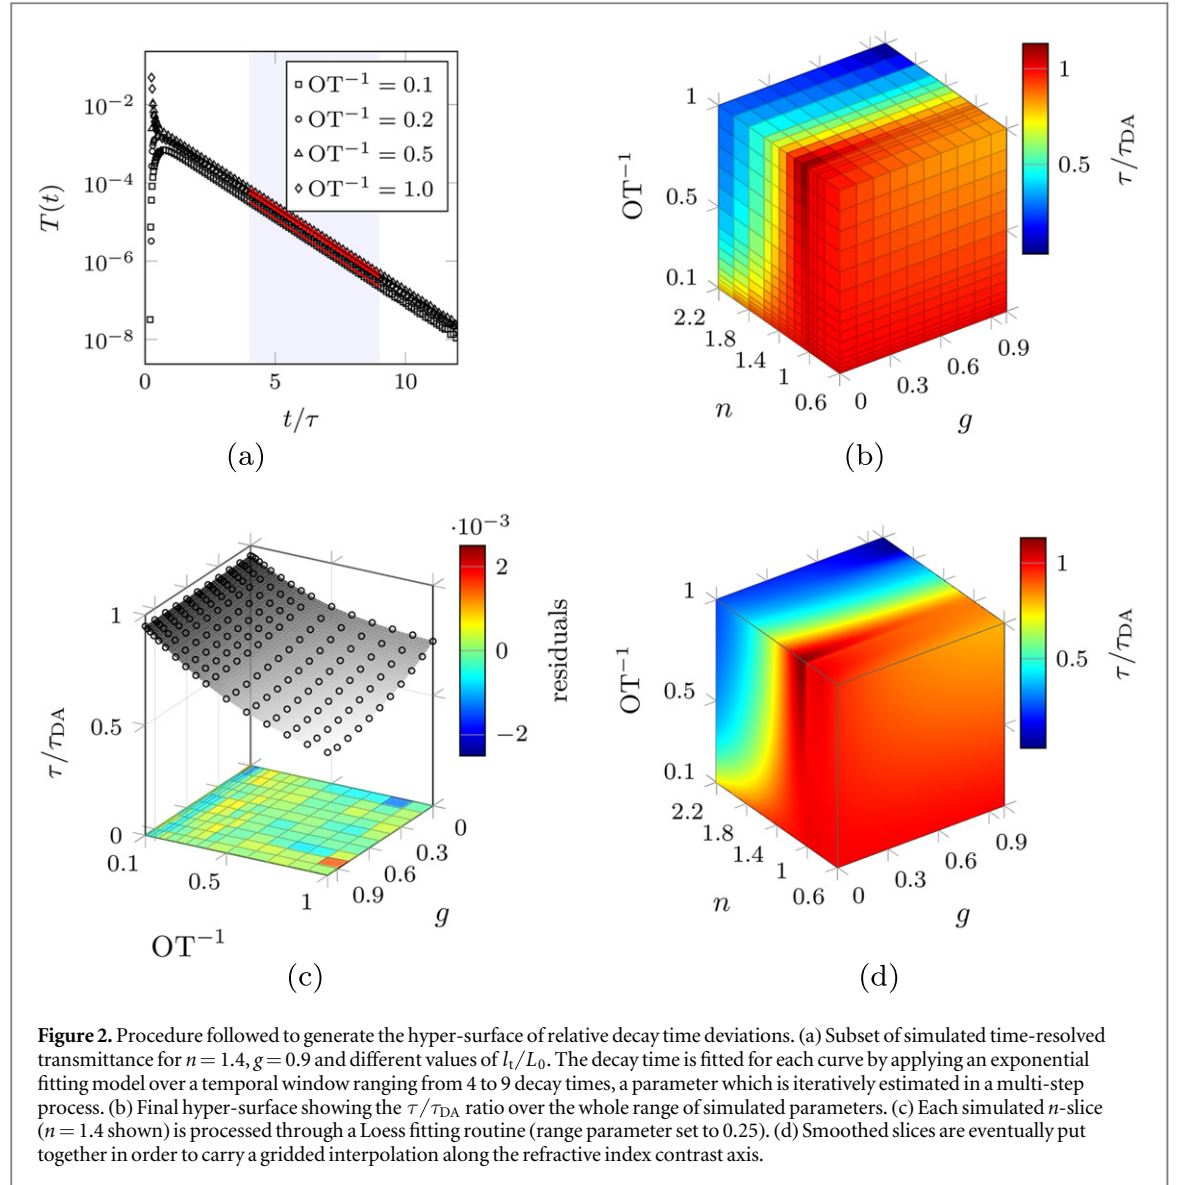 10⁻²
10⁻⁴
10⁻⁶
10⁻⁸
T(t)
OT⁻¹ = 0.1
OT⁻¹ = 0.2
OT⁻¹ = 0.5
OT⁻¹ = 1.0
0 5 10
t/τ
(a)
1
0.5
0.1
OT⁻¹
2.2
1.8
1.4
1
0.6
n
0
0.3
0.6
0.9
g
1
0.5
τ/τDA
(b)
1
0.5
0
τ/τDA
0.1
0.5
1
OT⁻¹
0.9
0.6
0.3
0
g
·10⁻³
2
0
−2
residuals
(c)
1
0.5
0.1
OT⁻¹
2.2
1.8
1.4
1
0.6
n
0
0.3
0.6
0.9
g
1
0.5
τ/τDA
(d)
Figure 2. Procedure followed to generate the hyper-surface of relative decay time deviations. (a) Subset of simulated time-resolved
transmittance for n = 1.4, g = 0.9 and different values of lt/L0. The decay time is fitted for each curve by applying an exponential
fitting model over a temporal window ranging from 4 to 9 decay times, a parameter which is iteratively estimated in a multi-step
process. (b) Final hyper-surface showing the τ/τDA ratio over the whole range of simulated parameters. (c) Each simulated n-slice
(n = 1.4 shown) is processed through a Loess fitting routine (range parameter set to 0.25). (d) Smoothed slices are eventually put
together in order to carry a gridded interpolation along the refractive index contrast axis.